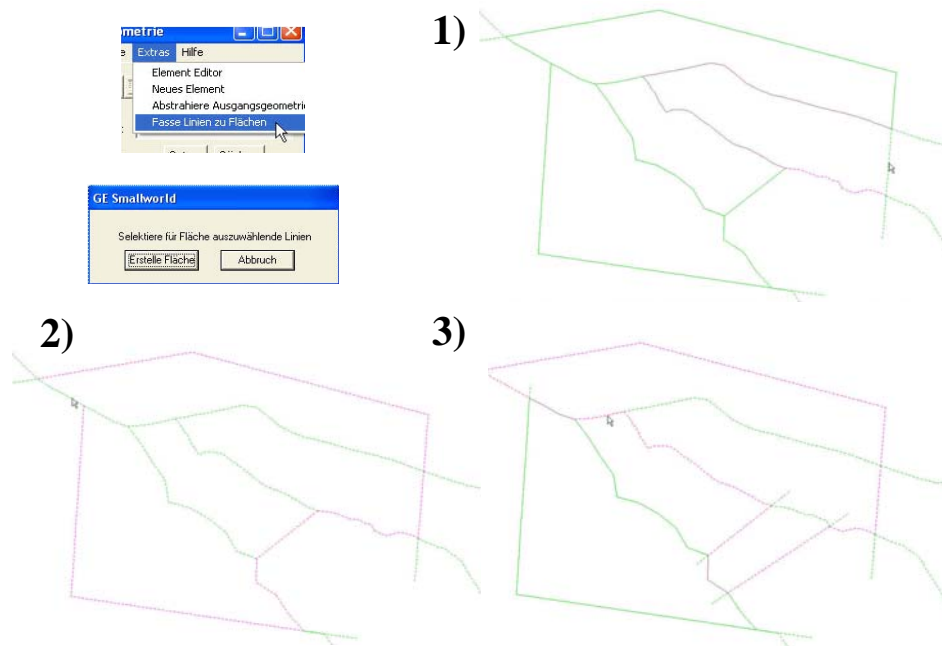 ometrie
e Extras Hilfe
Element Editor
Neues Element
Abstrahiere Ausgangsgeometri
Fasse Linien zu Flächen
GE Smallworld
Selektiere für Fläche auszuwählende Linien
Erstelle Fläche Abbruch
1)
2)
3)